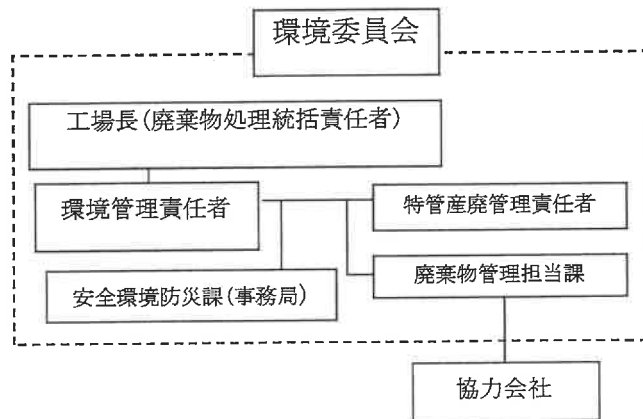 環境委員会
工場長(廃棄物処理統括責任者)
環境管理責任者
特管産廃管理責任者
安全環境防災課(事務局)
廃棄物管理担当課
協力会社